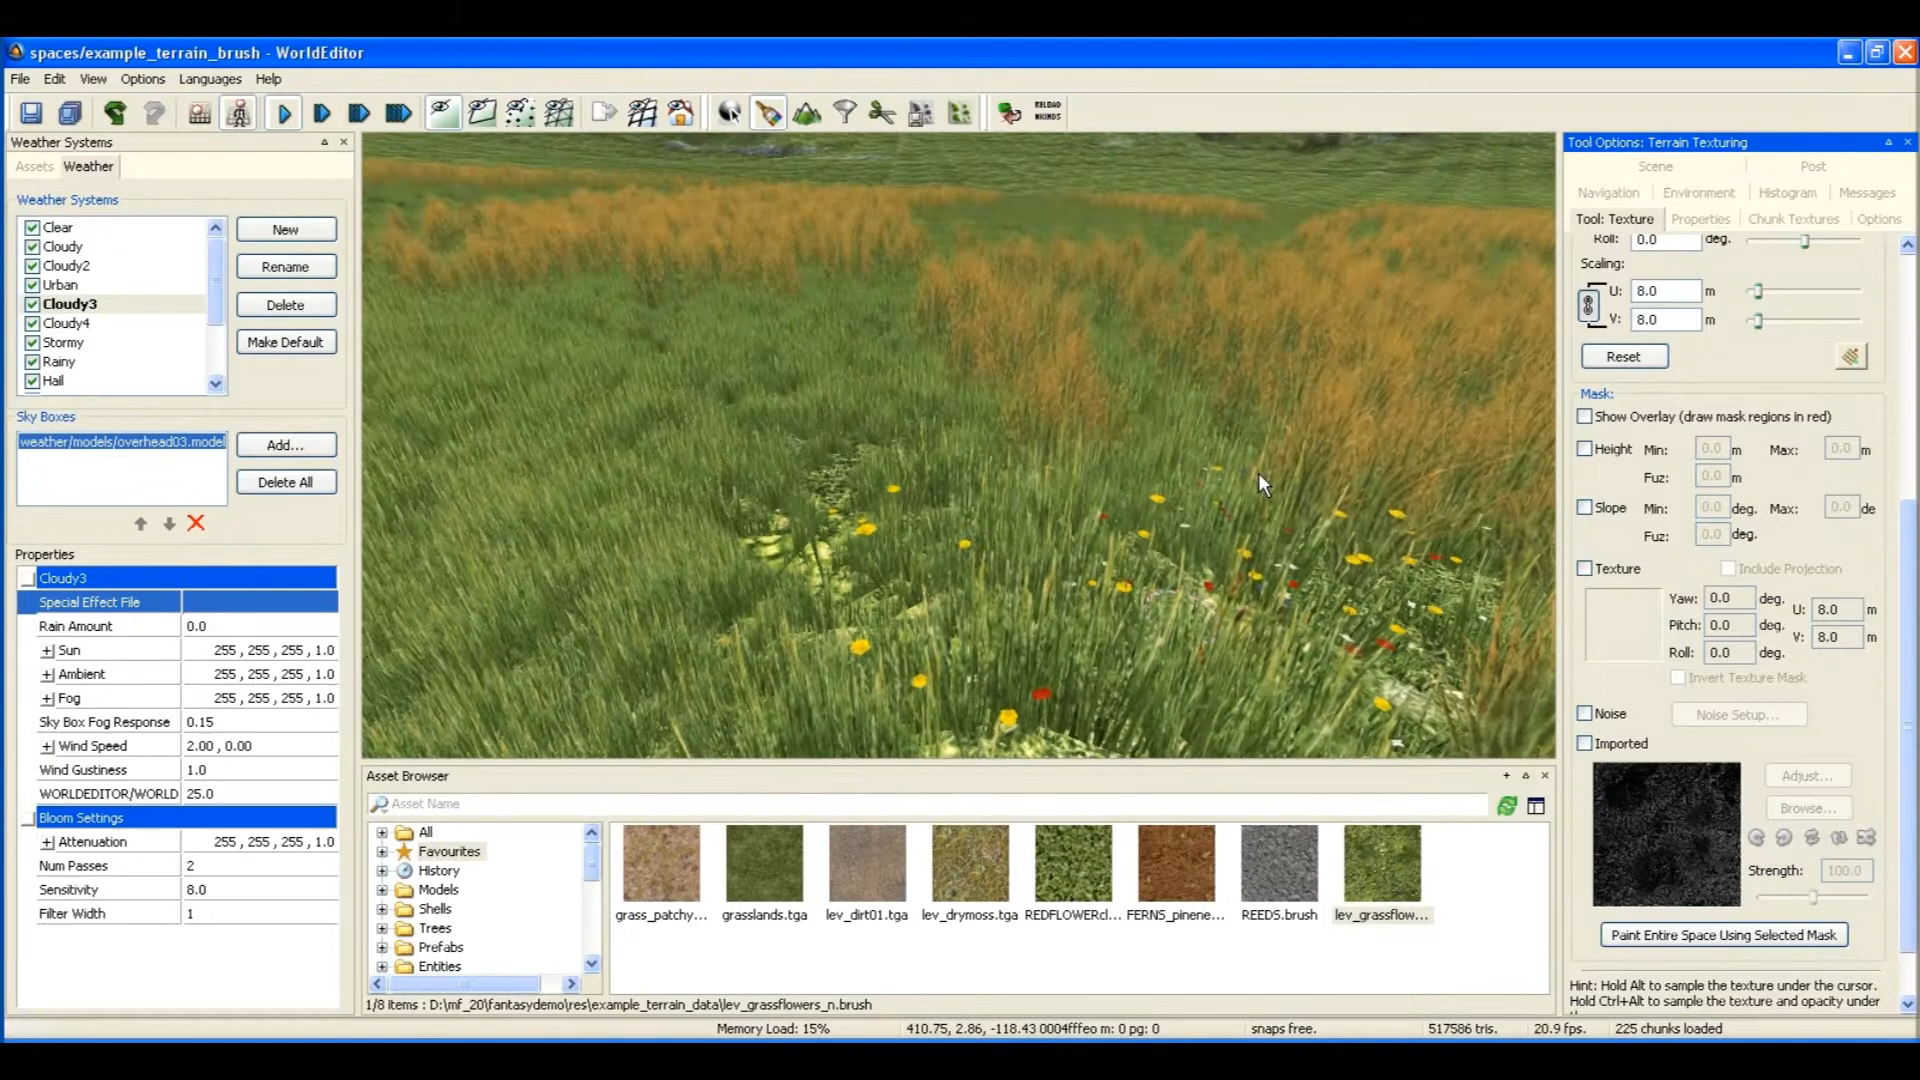 spaces/example_terrain_brush - WorldEditor
File Edit View Options Languages Help
RELOAD
Weather Systems
Assets Weather
Weather Systems
Clear
Cloudy
Cloudy2
Urban
Cloudy3
Cloudy4
Stormy
Rainy
Hail
New
Rename
Delete
Make Default
Sky Boxes
weather/models/overhead03.model
Add...
Delete All
Properties
Cloudy3
Special Effect File
Rain Amount 0.0
Sun 255 , 255 , 255 , 1.0
Ambient 255 , 255 , 255 , 1.0
Fog 255 , 255 , 255 , 1.0
Sky Box Fog Response 0.15
Wind Speed 2.00 , 0.00
Wind Gustiness 1.0
WORLDEDITOR/WORLD 25.0
Bloom Settings
Attenuation 255 , 255 , 255 , 1.0
Num Passes 2
Sensitivity 8.0
Filter Width 1
Asset Browser
Asset Name
All
Favourites
History
Models
Shells
Trees
Prefabs
Entities
grass_patchy... grasslands.tga lev_dirt01.tga lev_drymoss.tga REDFLOWERcl... FERNS_pinene... REEDS.brush lev_grassflow...
1/8 items : D:\mf_20\fantasydemo\res\example_terrain_data\lev_grassflowers_n.brush
Tool Options: Terrain Texturing
Scene Post
Navigation Environment Histogram Messages
Tool: Texture Properties Chunk Textures Options
Roll: 0.0 deg.
Scaling:
U: 8.0 m
V: 8.0 m
Reset
Mask:
Show Overlay (draw mask regions in red)
Height Min: 0.0 m Max: 0.0 m
Fuz: 0.0 m
Slope Min: 0.0 deg. Max: 0.0 de
Fuz: 0.0 deg.
Texture Include Projection
Yaw: 0.0 deg. U: 8.0 m
Pitch: 0.0 deg. V: 8.0 m
Roll: 0.0 deg.
Invert Texture Mask
Noise Noise Setup...
Imported
Adjust...
Browse...
Strength: 100.0
Paint Entire Space Using Selected Mask
Hint: Hold Alt to sample the texture under the cursor.
Hold Ctrl+Alt to sample the texture and opacity under
Memory Load: 15% 410.75, 2.86, -118.43 0004fffeo m: 0 pg: 0 snaps free. 517586 tris. 20.9 fps. 225 chunks loaded